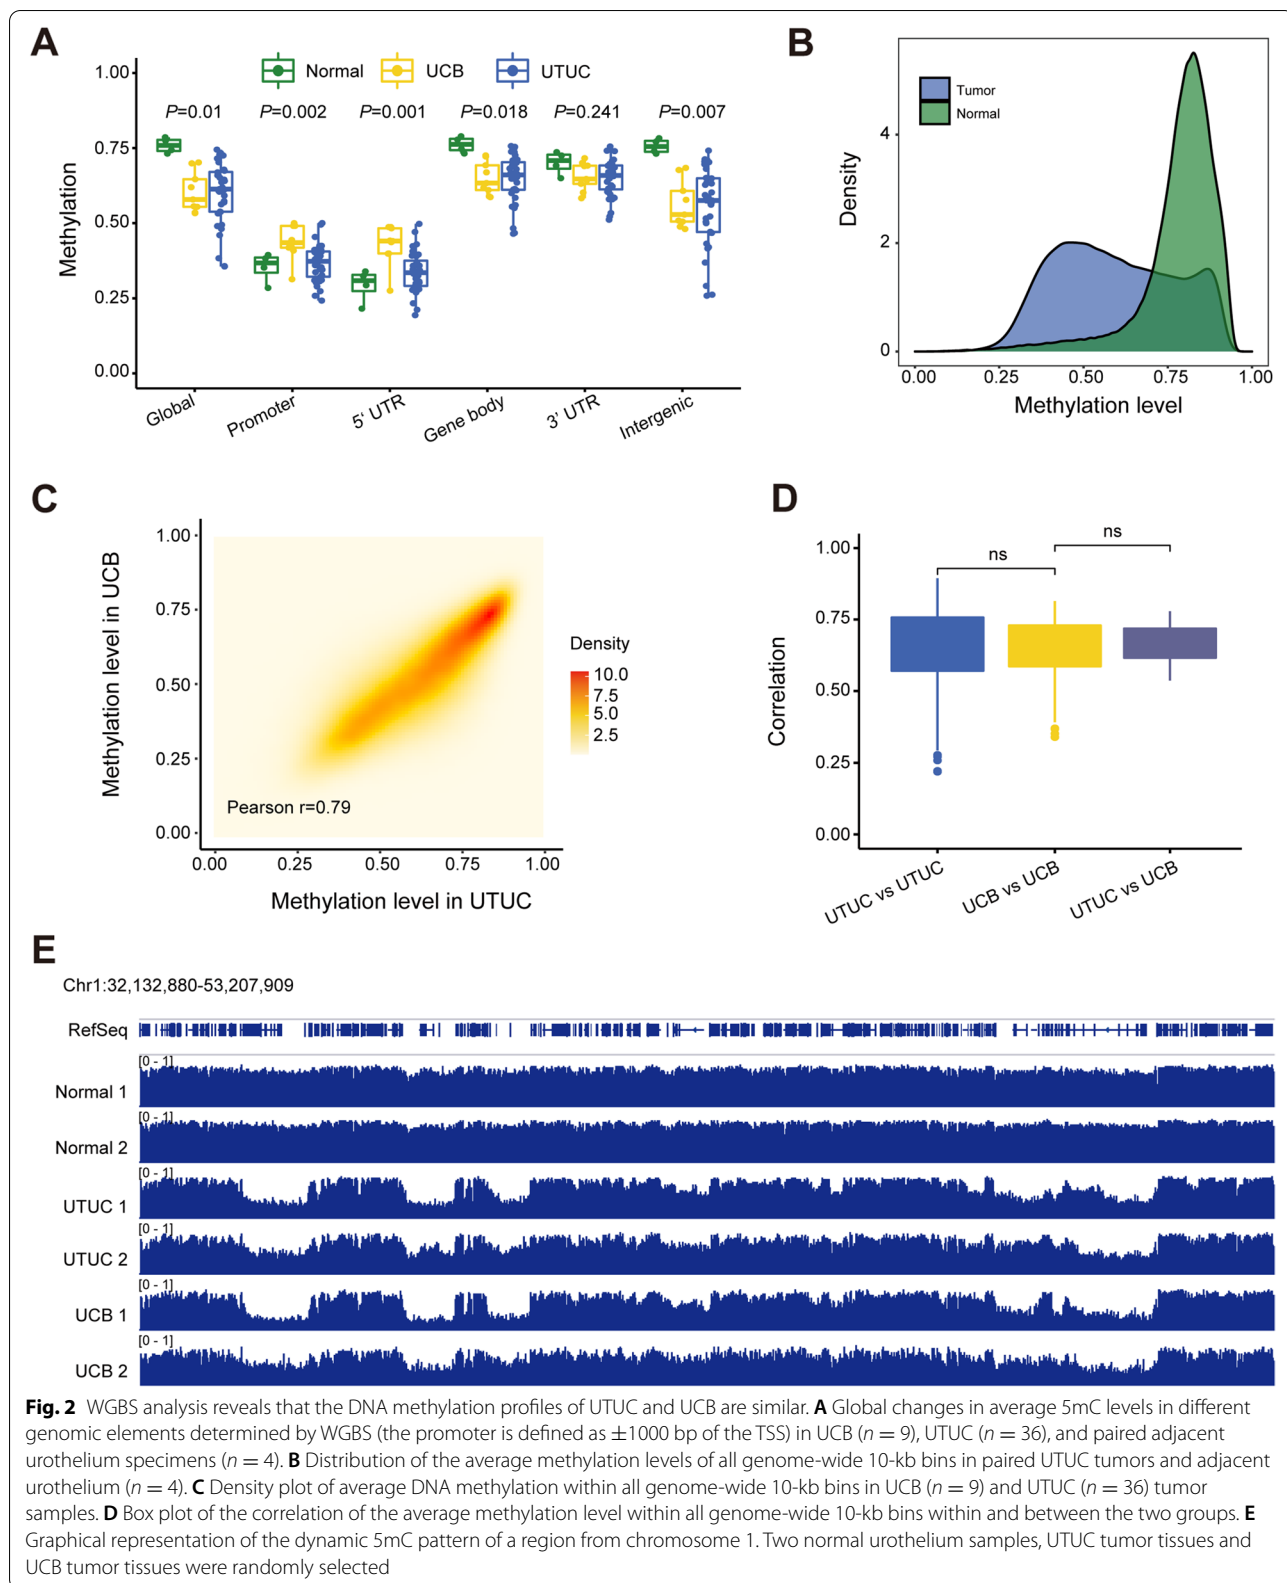 A
Normal UCB UTUC
P=0.01 P=0.002 P=0.001 P=0.018 P=0.241 P=0.007
Methylation
1.00
0.75
0.50
0.25
0.00
Global Promoter 5' UTR Gene body 3' UTR Intergenic
B
Tumor
Normal
Density
4
2
0
0.00 0.25 0.50 0.75 1.00
Methylation level
C
Methylation level in UCB
1.00
0.75
0.50
0.25
0.00
Pearson r=0.79
0.00 0.25 0.50 0.75 1.00
Methylation level in UTUC
Density
10.0
7.5
5.0
2.5
D
Correlation
1.00
0.75
0.50
0.25
0.00
ns
ns
UTUC vs UTUC UCB vs UCB UTUC vs UCB
E
Chr1:32,132,880-53,207,909
RefSeq
[0 - 1]
Normal 1
[0 - 1]
Normal 2
[0 - 1]
UTUC 1
[0 - 1]
UTUC 2
[0 - 1]
UCB 1
[0 - 1]
UCB 2
Fig. 2 WGBS analysis reveals that the DNA methylation profiles of UTUC and UCB are similar. A Global changes in average 5mC levels in different
genomic elements determined by WGBS (the promoter is defined as ±1000 bp of the TSS) in UCB (n = 9), UTUC (n = 36), and paired adjacent
urothelium specimens (n = 4). B Distribution of the average methylation levels of all genome-wide 10-kb bins in paired UTUC tumors and adjacent
urothelium (n = 4). C Density plot of average DNA methylation within all genome-wide 10-kb bins in UCB (n = 9) and UTUC (n = 36) tumor
samples. D Box plot of the correlation of the average methylation level within all genome-wide 10-kb bins within and between the two groups. E
Graphical representation of the dynamic 5mC pattern of a region from chromosome 1. Two normal urothelium samples, UTUC tumor tissues and
UCB tumor tissues were randomly selected